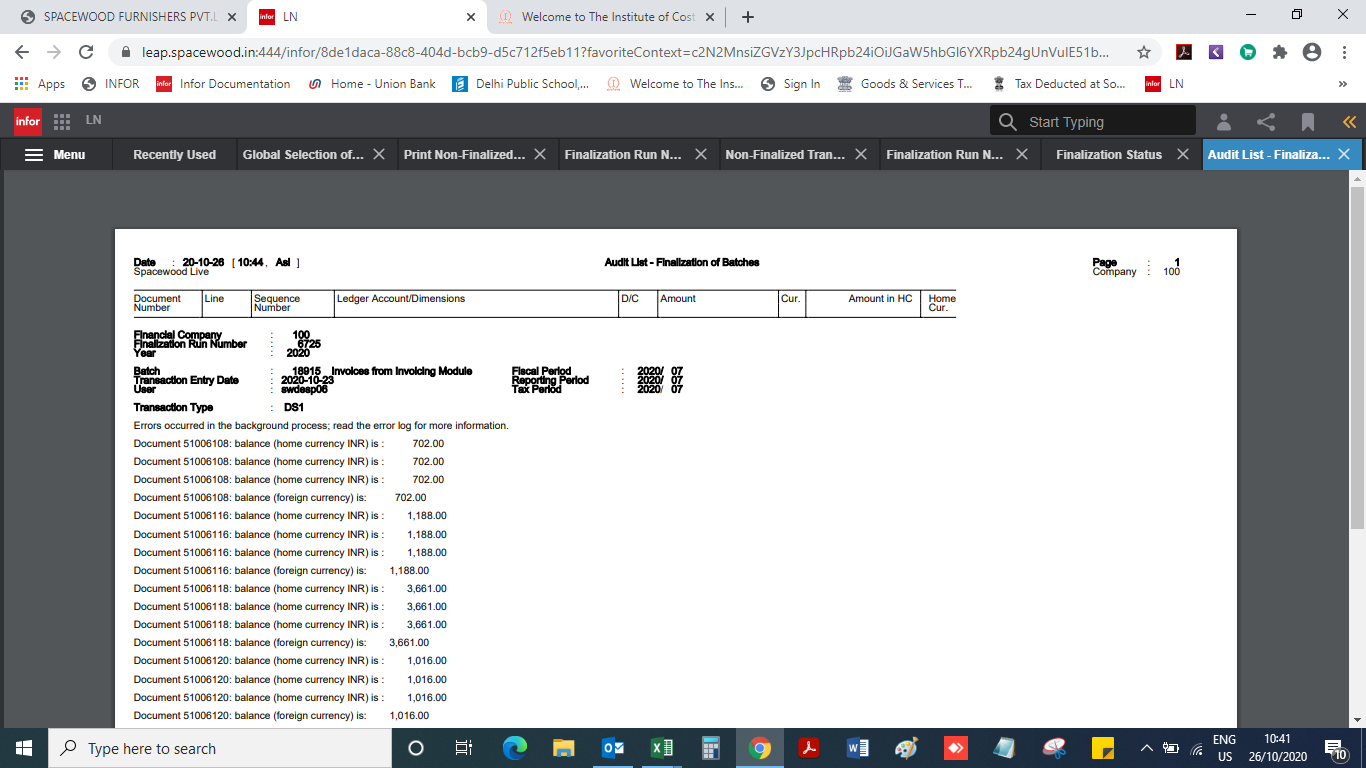 SPACEWOOD FURNISHERS PVT.L
infor LN
Welcome to The Institute of Cost
leap.spacewood.in:444/infor/8de1daca-88c8-404d-bcb9-d5c712f5eb11?favoriteContext=c2N2MnsiZGVzY3JpcHRpb24iOiJGaW5hbGl6YXRpb24gUnVuIE51b...
Apps INFOR infor Infor Documentation Home - Union Bank Delhi Public School,... Welcome to The Ins... Sign In Goods & Services T... Tax Deducted at So... infor LN »
infor LN Start Typing
Menu Recently Used Global Selection of... Print Non-Finalized... Finalization Run N... Non-Finalized Tran... Finalization Run N... Finalization Status Audit List - Finaliza...
Date : 20-10-26 [ 10:44, Asi ] Audit List - Finalization of Batches Page : 1
Spacewood Live Company : 100
Document Line Sequence Ledger Account/Dimensions D/C Amount Cur. Amount in HC Home
Number Number Cur.
Financial Company : 100
Finalization Run Number : 6725
Year : 2020
Batch : 18915 Invoices from Invoicing Module Fiscal Period : 2020/ 07
Transaction Entry Date : 2020-10-23 Reporting Period : 2020/ 07
User : swdesp06 Tax Period : 2020/ 07
Transaction Type : DS1
Errors occurred in the background process; read the error log for more information.
Document 51006108: balance (home currency INR) is : 702.00
Document 51006108: balance (home currency INR) is : 702.00
Document 51006108: balance (home currency INR) is : 702.00
Document 51006108: balance (foreign currency) is: 702.00
Document 51006116: balance (home currency INR) is : 1,188.00
Document 51006116: balance (home currency INR) is : 1,188.00
Document 51006116: balance (home currency INR) is : 1,188.00
Document 51006116: balance (foreign currency) is: 1,188.00
Document 51006118: balance (home currency INR) is : 3,661.00
Document 51006118: balance (home currency INR) is : 3,661.00
Document 51006118: balance (home currency INR) is : 3,661.00
Document 51006118: balance (foreign currency) is: 3,661.00
Document 51006120: balance (home currency INR) is : 1,016.00
Document 51006120: balance (home currency INR) is : 1,016.00
Document 51006120: balance (home currency INR) is : 1,016.00
Document 51006120: balance (foreign currency) is: 1,016.00
Type here to search ENG 10:41
US 26/10/2020 10